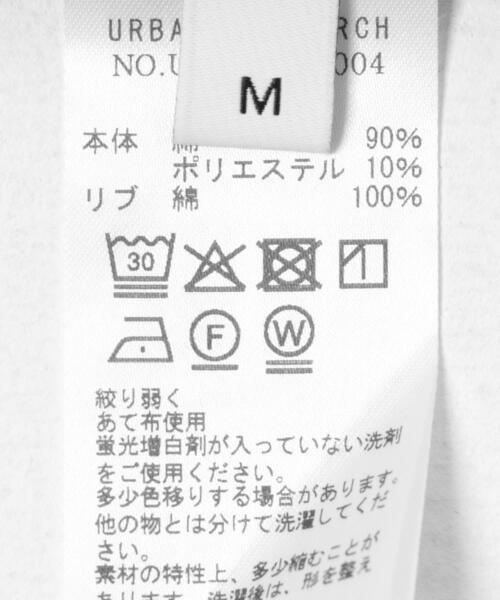 URBA RCH
NO.U 004
M
本体 綿 90%
ポリエステル 10%
リブ 綿 100%
30
F
W
絞り弱く
あて布使用
蛍光増白剤が入っていない洗剤
をご使用ください。
多少色移りする場合があります。
他の物とは分けて洗濯してくだ
さい。
素材の特性上、多少縮むことが
あります。洗濯後は、形を整え